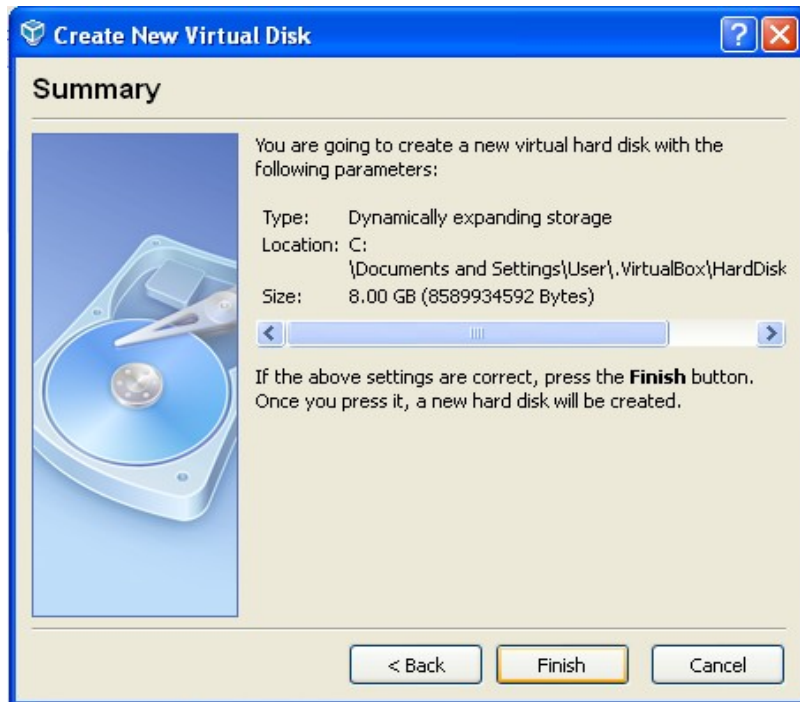 Create New Virtual Disk
Summary
You are going to create a new virtual hard disk with the
following parameters:
Type: Dynamically expanding storage
Location: C:
\Documents and Settings\User\.VirtualBox\HardDisk
Size: 8.00 GB (8589934592 Bytes)
If the above settings are correct, press the Finish button.
Once you press it, a new hard disk will be created.
< Back Finish Cancel